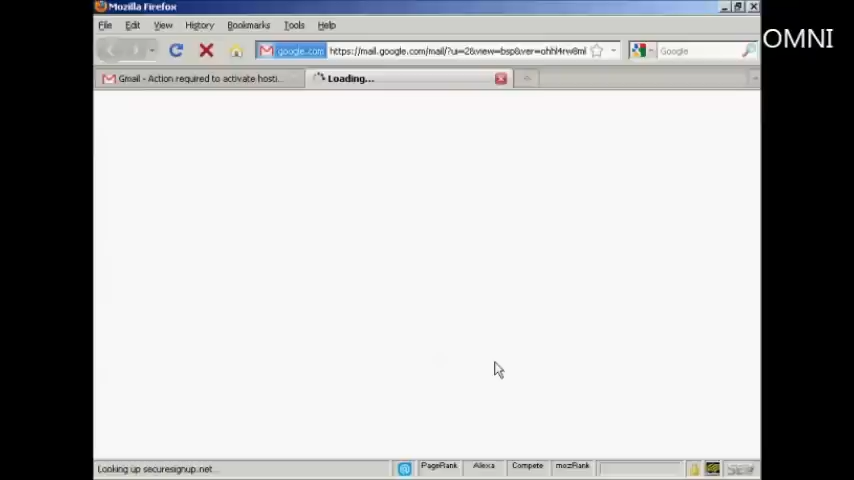 Mozilla Firefox
File Edit View History Bookmarks Tools Help
OMNI
google.com https://mail.google.com/mail/?ui=2&view=bsp&ver=ohhl4rw8ml Google
Gmail - Action required to activate hosti... Loading...
Looking up securesignup.net... PageRank Alexa Compete mozRank